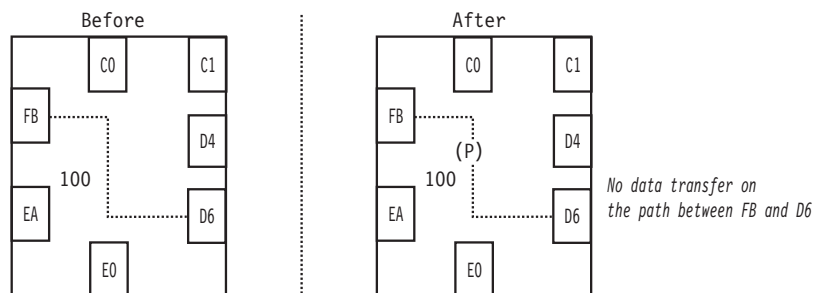 Before
After
C0
C1
C0
C1
FB
FB
D4
D4
(P)
100
100
No data transfer on
the path between FB and D6
EA
D6
EA
D6
E0
E0